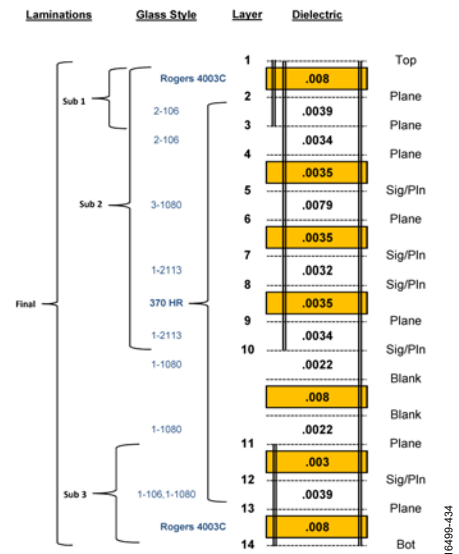 Laminations Glass Style Layer Dielectric
1 Top
Rogers 4003C .008
Sub 1 2 Plane
2-106 .0039
3 Plane
2-106 .0034
4 Plane
.0035
5 Sig/Pln
Sub 2 3-1080 .0079
6 Plane
.0035
7 Sig/Pln
1-2113 .0032
8 Sig/Pln
Final 370 HR .0035
9 Plane
1-2113 .0034
10 Sig/Pln
1-1080 .0022
Blank
.008
Blank
1-1080 .0022
11 Plane
.003
12 Sig/Pln
Sub 3 1-106,1-1080 .0039
13 Plane
Rogers 4003C .008
14 Bot
16499-434